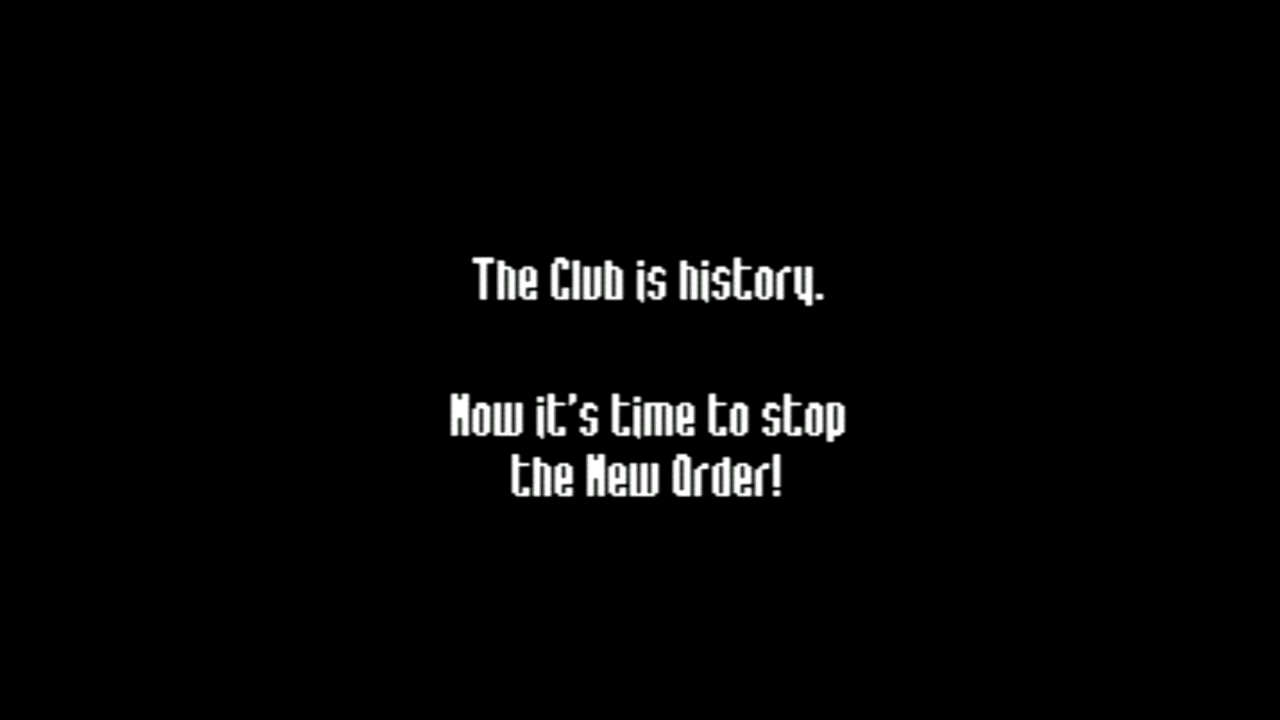 The Club is history.
Now it's time to stop
the New Order!